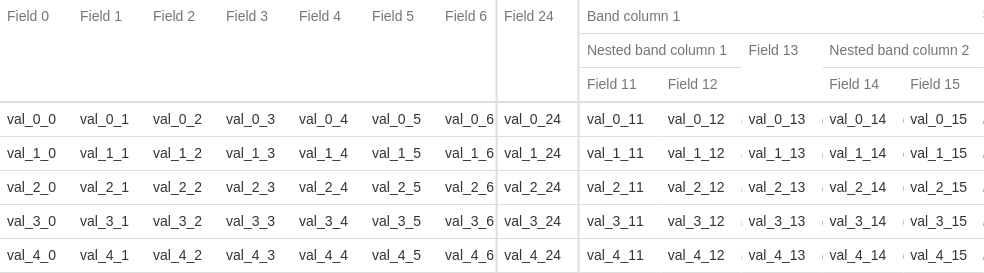 Field 0 Field 1 Field 2 Field 3 Field 4 Field 5 Field 6 Field 24 Band column 1
Nested band column 1 Field 13 Nested band column 2
Field 11 Field 12 Field 14 Field 15
val_0_0 val_0_1 val_0_2 val_0_3 val_0_4 val_0_5 val_0_6 val_0_24 val_0_11 val_0_12 val_0_13 val_0_14 val_0_15
val_1_0 val_1_1 val_1_2 val_1_3 val_1_4 val_1_5 val_1_6 val_1_24 val_1_11 val_1_12 val_1_13 val_1_14 val_1_15
val_2_0 val_2_1 val_2_2 val_2_3 val_2_4 val_2_5 val_2_6 val_2_24 val_2_11 val_2_12 val_2_13 val_2_14 val_2_15
val_3_0 val_3_1 val_3_2 val_3_3 val_3_4 val_3_5 val_3_6 val_3_24 val_3_11 val_3_12 val_3_13 val_3_14 val_3_15
val_4_0 val_4_1 val_4_2 val_4_3 val_4_4 val_4_5 val_4_6 val_4_24 val_4_11 val_4_12 val_4_13 val_4_14 val_4_15